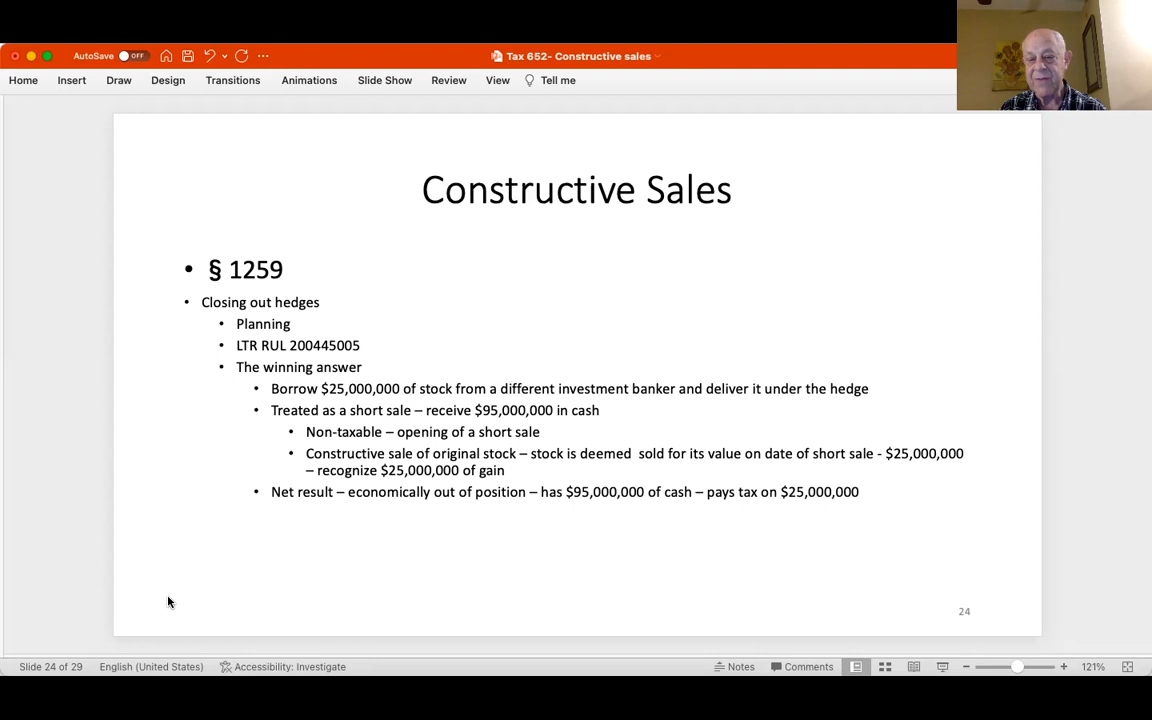 AutoSave OFF
Tax 652- Constructive sales
Home Insert Draw Design Transitions Animations Slide Show Review View Tell me
Constructive Sales
• § 1259
• Closing out hedges
• Planning
• LTR RUL 200445005
• The winning answer
• Borrow $25,000,000 of stock from a different investment banker and deliver it under the hedge
• Treated as a short sale – receive $95,000,000 in cash
• Non-taxable – opening of a short sale
• Constructive sale of original stock – stock is deemed sold for its value on date of short sale - $25,000,000
– recognize $25,000,000 of gain
• Net result – economically out of position – has $95,000,000 of cash – pays tax on $25,000,000
24
Slide 24 of 29 English (United States) Accessibility: Investigate Notes Comments 121%